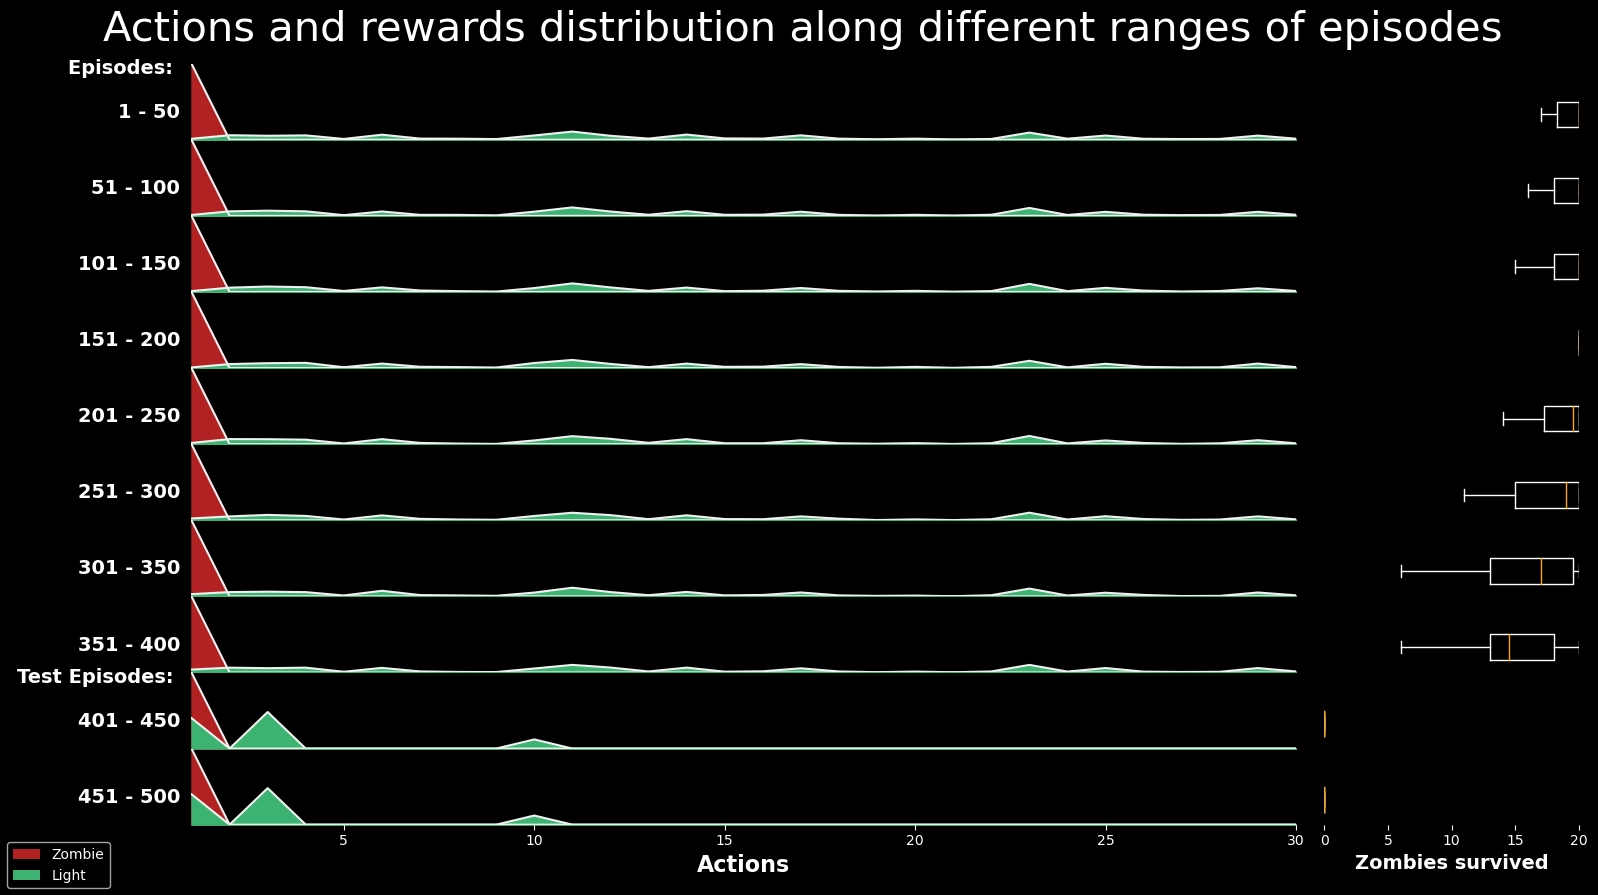 Actions and rewards distribution along different ranges of episodes
Episodes:
1 - 50
51 - 100
101 - 150
151 - 200
201 - 250
251 - 300
301 - 350
351 - 400
Test Episodes:
401 - 450
451 - 500
5 10 15 20 25 30
0 5 10 15 20
Actions
Zombies survived
Zombie
Light